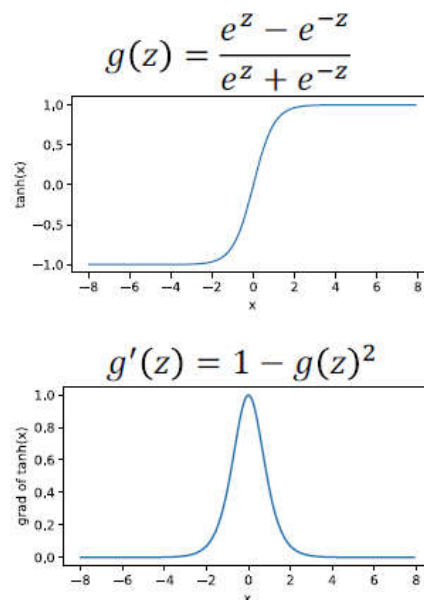 g(z) = (e^z − e^−z) / (e^z + e^−z)
1.0
0.5
0.0
−0.5
−1.0
tanh(x)
−8 −6 −4 −2 0 2 4 6 8
x
g′(z) = 1 − g(z)²
1.0
0.8
0.6
0.4
0.2
0.0
grad of tanh(x)
−8 −6 −4 −2 0 2 4 6 8
x